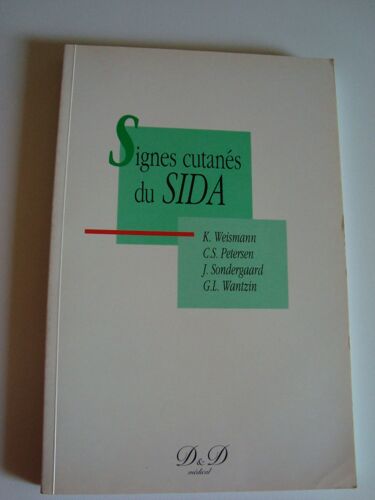 Signes cutanés
du SIDA
K. Weismann
C.S. Petersen
J. Sondergaard
G.L. Wantzin
D&D
médical